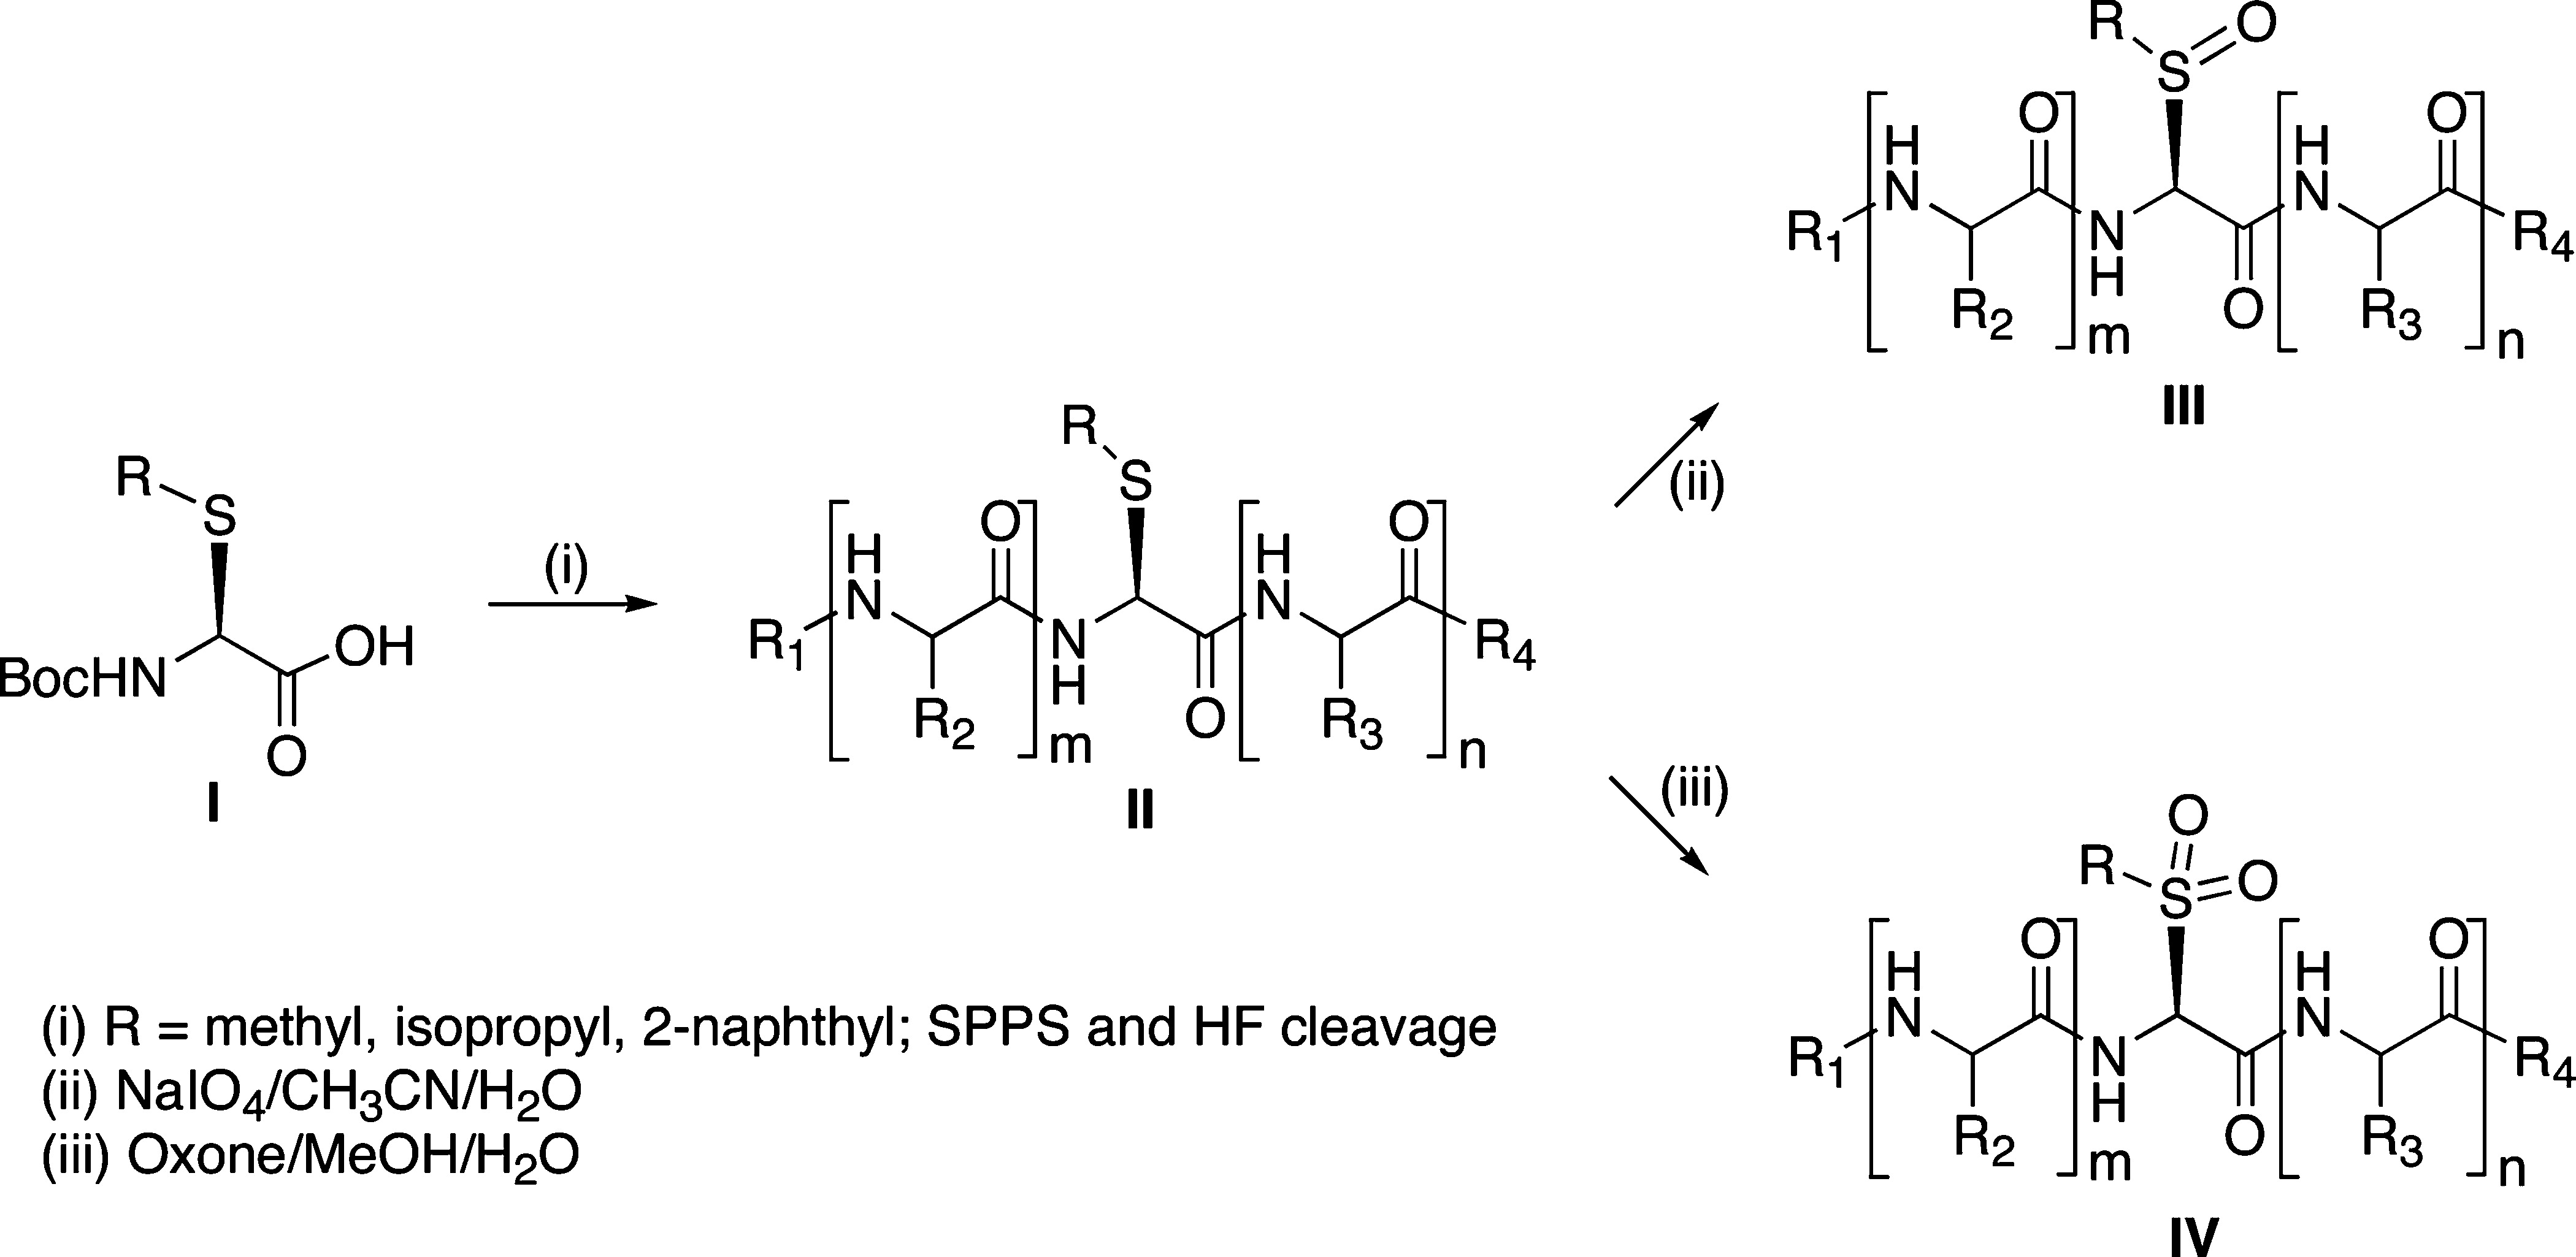 R
S
O
H
N
O
N
H
O
H
N
O
R1
R2
m
R3
n
R4
III
(ii)
R
S
BocHN
OH
O
I
(i)
R
S
H
N
O
N
H
O
H
N
O
R1
R2
m
R3
n
R4
II
(iii)
O
R
S
O
H
N
O
N
H
O
H
N
O
R1
R2
m
R3
n
R4
IV
(i) R = methyl, isopropyl, 2-naphthyl; SPPS and HF cleavage
(ii) NaIO4/CH3CN/H2O
(iii) Oxone/MeOH/H2O